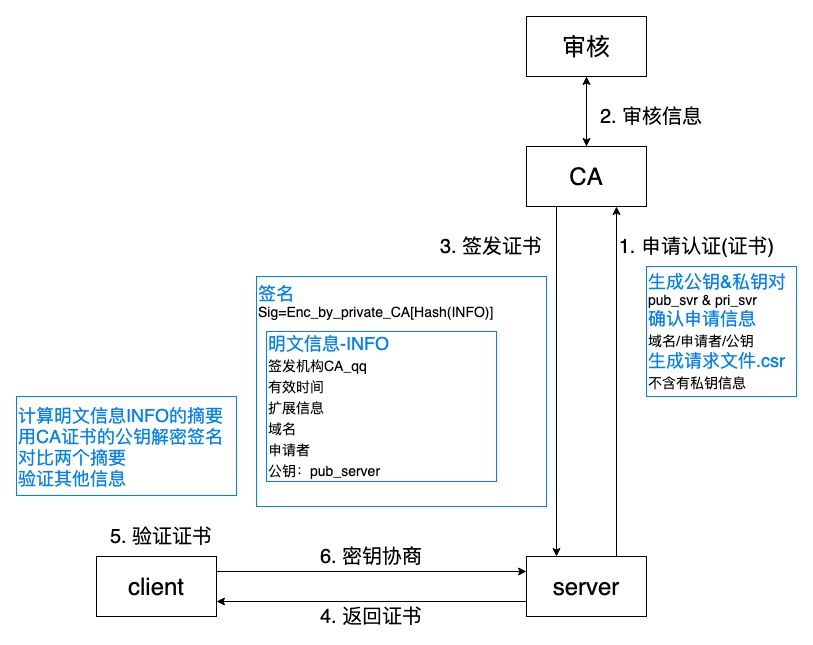 审核
2. 审核信息
CA
3. 签发证书
1. 申请认证(证书)
生成公钥&私钥对
pub_svr & pri_svr
确认申请信息
域名/申请者/公钥
生成请求文件.csr
不含有私钥信息
签名
Sig=Enc_by_private_CA[Hash(INFO)]
明文信息-INFO
签发机构CA_qq
有效时间
扩展信息
域名
申请者
公钥：pub_server
计算明文信息INFO的摘要
用CA证书的公钥解密签名
对比两个摘要
验证其他信息
5. 验证证书
6. 密钥协商
client
server
4. 返回证书